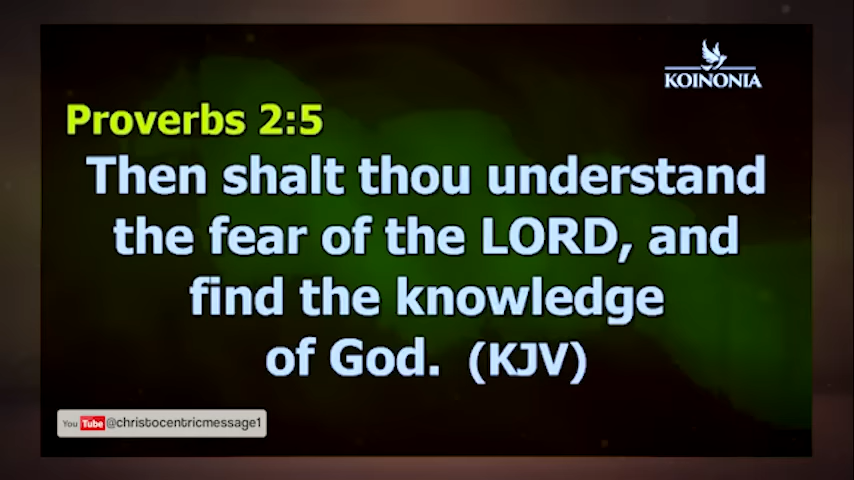 KOINONIA
Proverbs 2:5
Then shalt thou understand
the fear of the LORD, and
find the knowledge
of God. (KJV)
You Tube @christocentricmessage1